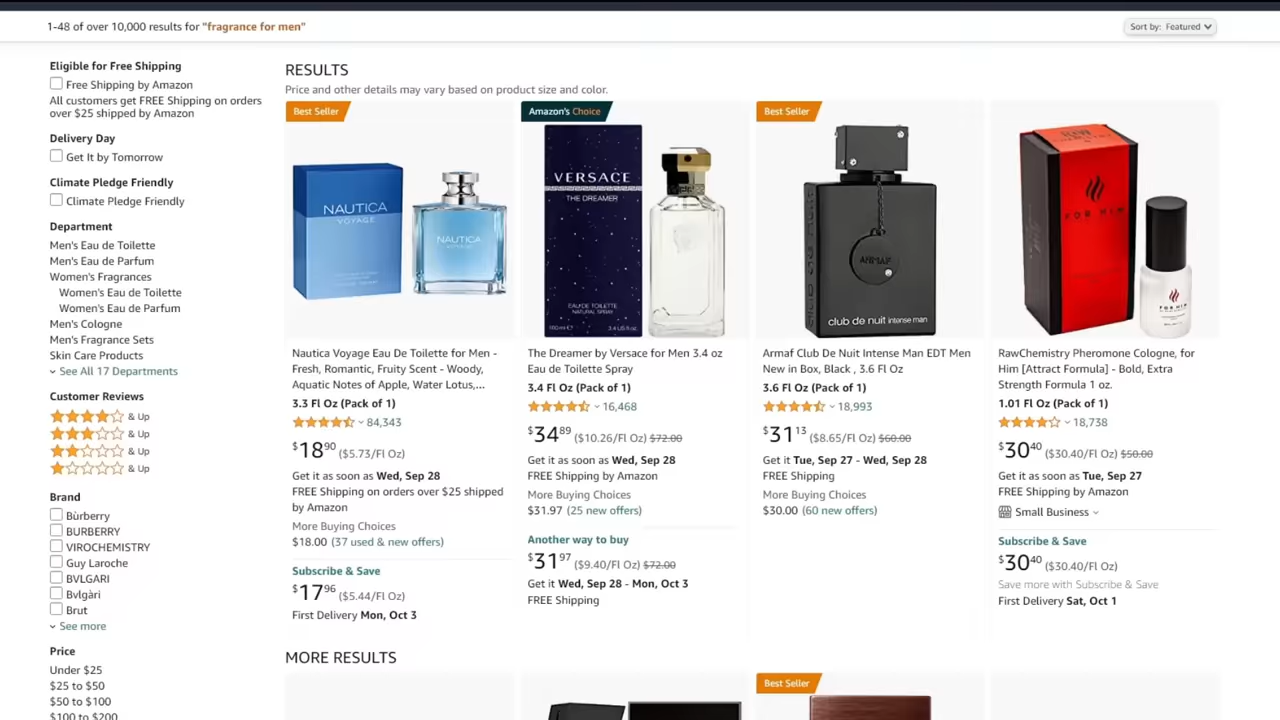 1-48 of over 10,000 results for "fragrance for men"
Sort by: Featured
Eligible for Free Shipping
Free Shipping by Amazon
All customers get FREE Shipping on orders
over $25 shipped by Amazon
Delivery Day
Get It by Tomorrow
Climate Pledge Friendly
Climate Pledge Friendly
Department
Men's Eau de Toilette
Men's Eau de Parfum
Women's Fragrances
Women's Eau de Toilette
Women's Eau de Parfum
Men's Cologne
Men's Fragrance Sets
Skin Care Products
See All 17 Departments
Customer Reviews
& Up
& Up
& Up
& Up
Brand
Bùrberry
BURBERRY
VIROCHEMISTRY
Guy Laroche
BVLGARI
Bvlgàri
Brut
See more
Price
Under $25
$25 to $50
$50 to $100
$100 to $200
RESULTS
Price and other details may vary based on product size and color.
Best Seller
NAUTICA
VOYAGE
NAUTICA
Nautica Voyage Eau De Toilette for Men -
Fresh, Romantic, Fruity Scent - Woody,
Aquatic Notes of Apple, Water Lotus,...
3.3 Fl Oz (Pack of 1)
84,343
$18.90 ($5.73/Fl Oz)
Get it as soon as Wed, Sep 28
FREE Shipping on orders over $25 shipped
by Amazon
More Buying Choices
$18.00 (37 used & new offers)
Subscribe & Save
$17.96 ($5.44/Fl Oz)
First Delivery Mon, Oct 3
Amazon's Choice
VERSACE
THE DREAMER
EAU DE TOILETTE
NATURAL SPRAY
100 ml ℮ 3.4 US fl oz
The Dreamer by Versace for Men 3.4 oz
Eau de Toilette Spray
3.4 Fl Oz (Pack of 1)
16,468
$34.89 ($10.26/Fl Oz) $72.00
Get it as soon as Wed, Sep 28
FREE Shipping by Amazon
More Buying Choices
$31.97 (25 new offers)
Another way to buy
$31.97 ($9.40/Fl Oz) $72.00
Get it Wed, Sep 28 - Mon, Oct 3
FREE Shipping
Best Seller
ARMAF
club de nuit intense man
Armaf Club De Nuit Intense Man EDT Men
New in Box, Black , 3.6 Fl Oz
3.6 Fl Oz (Pack of 1)
18,993
$31.13 ($8.65/Fl Oz) $60.00
Get it Tue, Sep 27 - Wed, Sep 28
FREE Shipping
More Buying Choices
$30.00 (60 new offers)
RAW
FOR HIM
FOR HIM
RawChemistry Pheromone Cologne, for
Him [Attract Formula] - Bold, Extra
Strength Formula 1 oz.
1.01 Fl Oz (Pack of 1)
18,738
$30.40 ($30.40/Fl Oz) $50.00
Get it as soon as Tue, Sep 27
FREE Shipping by Amazon
Small Business
Subscribe & Save
$30.40 ($30.40/Fl Oz)
Save more with Subscribe & Save
First Delivery Sat, Oct 1
MORE RESULTS
Best Seller